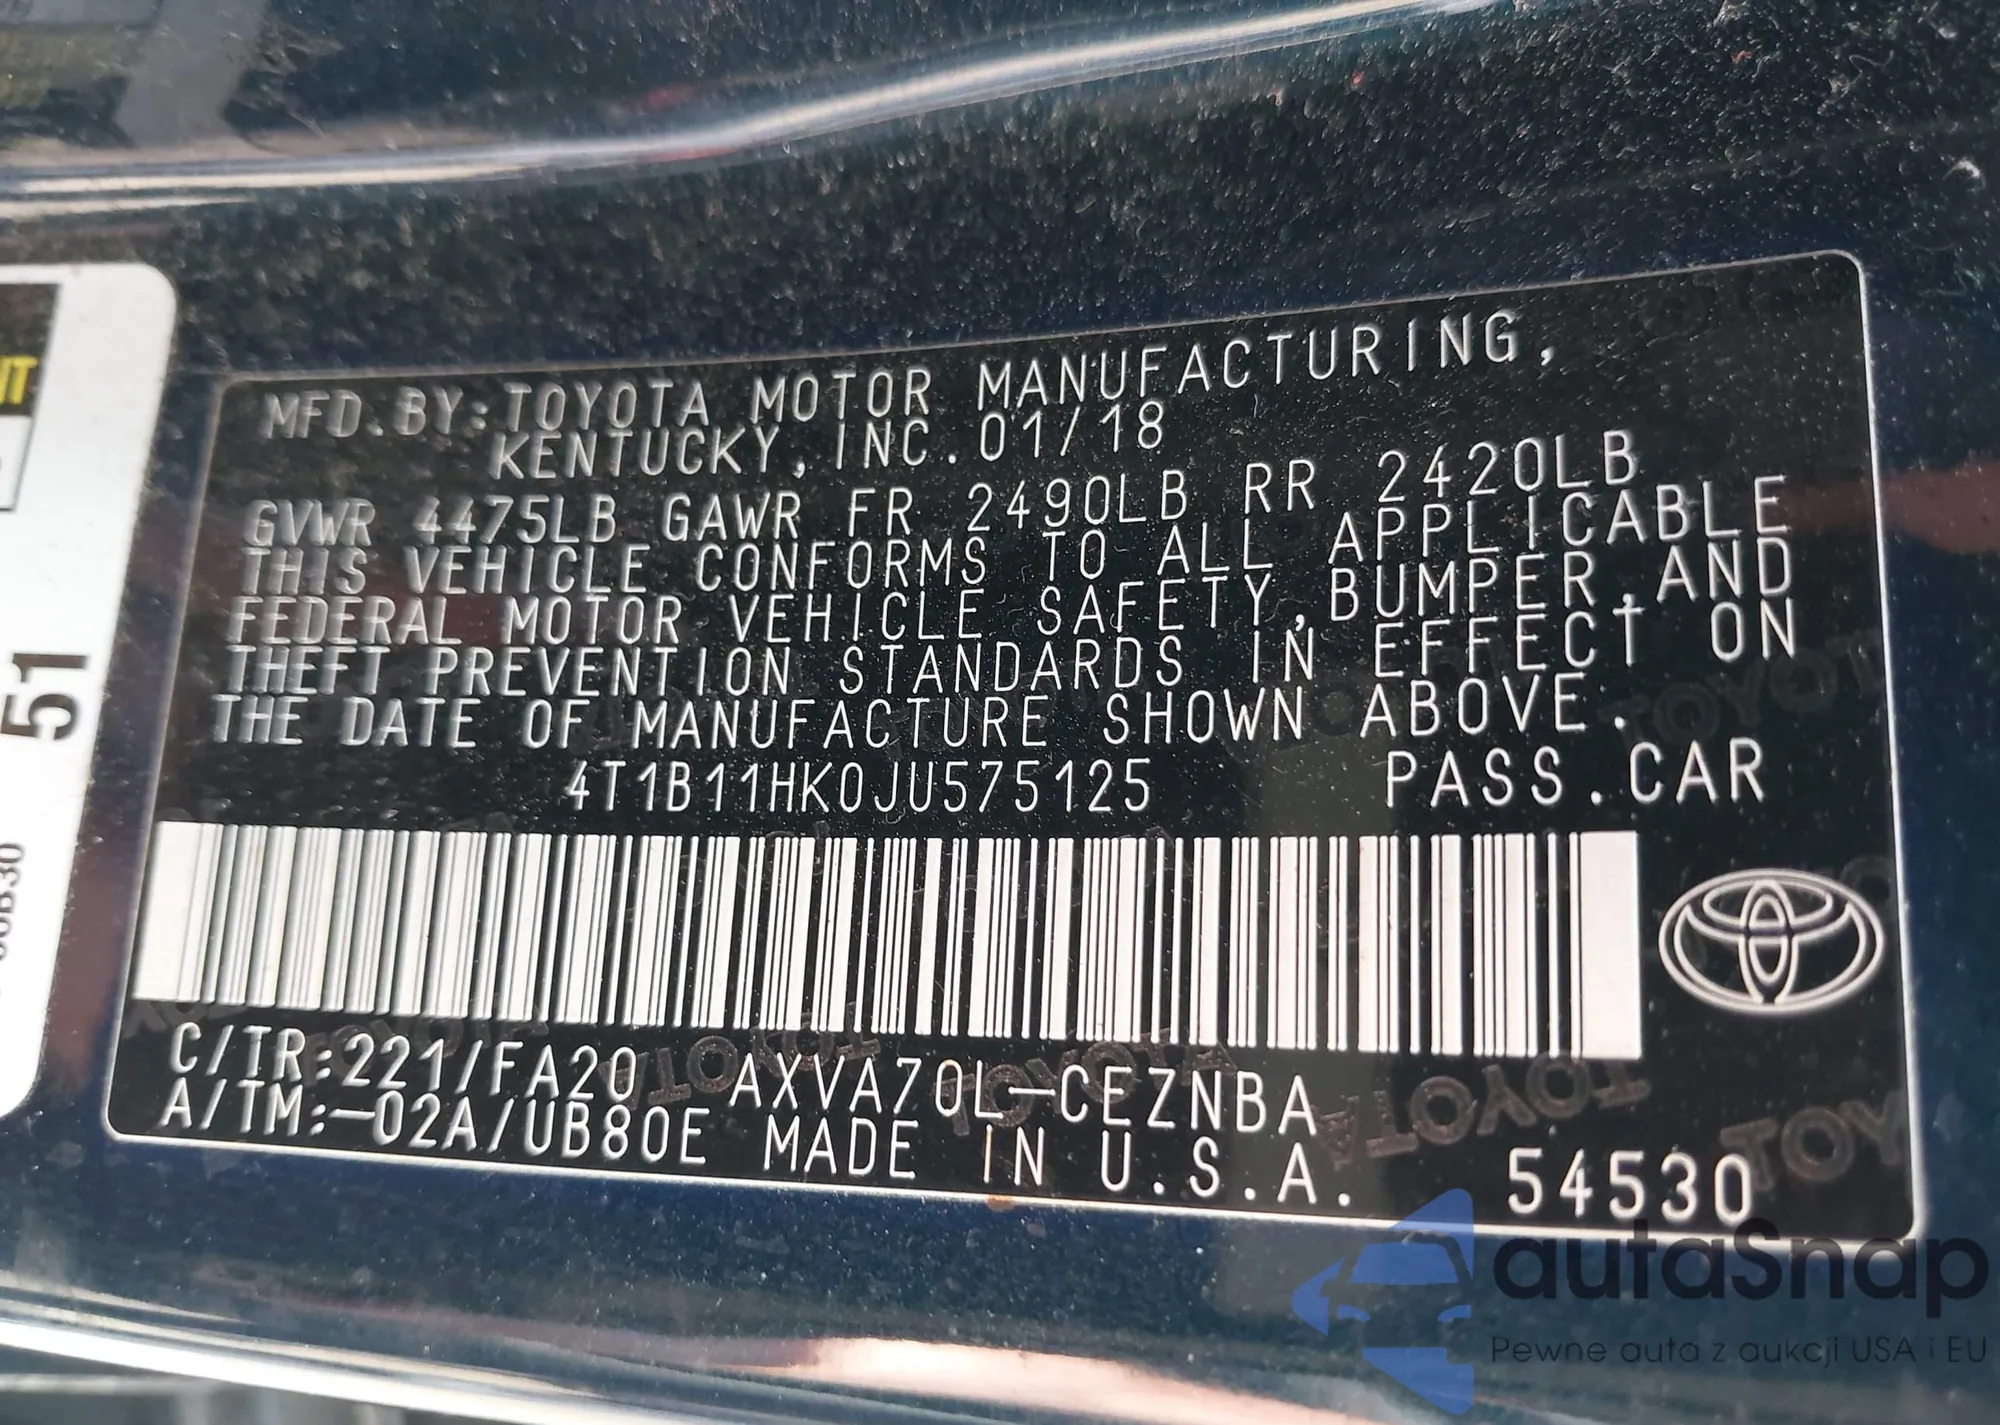 MFD.BY:TOYOTA MOTOR MANUFACTURING,
KENTUCKY, INC. 01/18
GVWR 4475LB GAWR FR 2490LB RR 2420LB
THIS VEHICLE CONFORMS TO ALL APPLICABLE
FEDERAL MOTOR VEHICLE SAFETY,BUMPER,AND
THEFT PREVENTION STANDARDS IN EFFECT ON
THE DATE OF MANUFACTURE SHOWN ABOVE.
4T1B11HK0JU575125 PASS.CAR
C/TR:221/FA20 AXVA70L-CEZNBA
A/TM:-02A/UB80E MADE IN U.S.A. 54530
51
autaSnap
Pewne auta z aukcji USA i EU